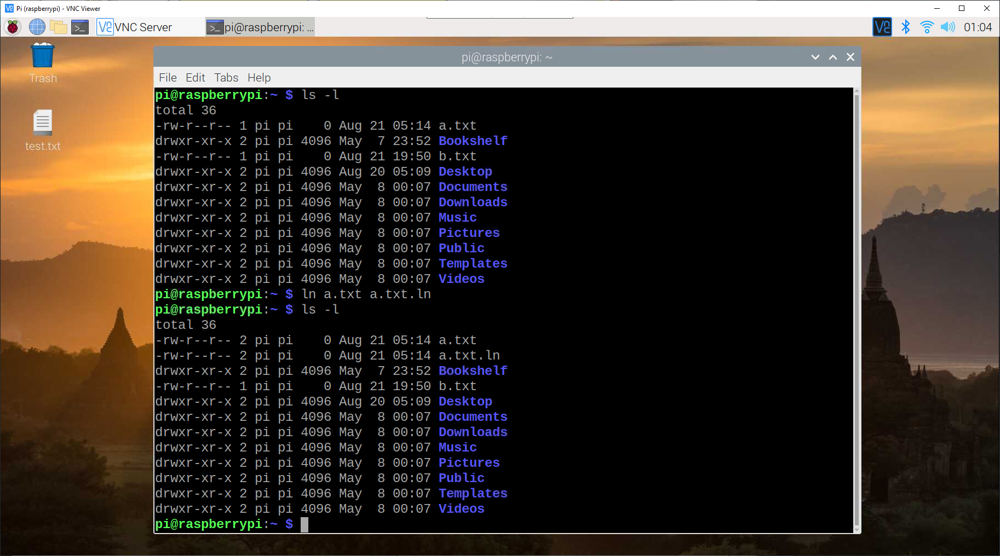 Pi (raspberrypi) - VNC Viewer
VNC Server
pi@raspberrypi: ...
01:04
Trash
test.txt
pi@raspberrypi: ~
File Edit Tabs Help
pi@raspberrypi:~ $ ls -l
total 36
-rw-r--r-- 1 pi pi    0 Aug 21 05:14 a.txt
drwxr-xr-x 2 pi pi 4096 May  7 23:52 Bookshelf
-rw-r--r-- 1 pi pi    0 Aug 21 19:50 b.txt
drwxr-xr-x 2 pi pi 4096 Aug 20 05:09 Desktop
drwxr-xr-x 2 pi pi 4096 May  8 00:07 Documents
drwxr-xr-x 2 pi pi 4096 May  8 00:07 Downloads
drwxr-xr-x 2 pi pi 4096 May  8 00:07 Music
drwxr-xr-x 2 pi pi 4096 May  8 00:07 Pictures
drwxr-xr-x 2 pi pi 4096 May  8 00:07 Public
drwxr-xr-x 2 pi pi 4096 May  8 00:07 Templates
drwxr-xr-x 2 pi pi 4096 May  8 00:07 Videos
pi@raspberrypi:~ $ ln a.txt a.txt.ln
pi@raspberrypi:~ $ ls -l
total 36
-rw-r--r-- 2 pi pi    0 Aug 21 05:14 a.txt
-rw-r--r-- 2 pi pi    0 Aug 21 05:14 a.txt.ln
drwxr-xr-x 2 pi pi 4096 May  7 23:52 Bookshelf
-rw-r--r-- 1 pi pi    0 Aug 21 19:50 b.txt
drwxr-xr-x 2 pi pi 4096 Aug 20 05:09 Desktop
drwxr-xr-x 2 pi pi 4096 May  8 00:07 Documents
drwxr-xr-x 2 pi pi 4096 May  8 00:07 Downloads
drwxr-xr-x 2 pi pi 4096 May  8 00:07 Music
drwxr-xr-x 2 pi pi 4096 May  8 00:07 Pictures
drwxr-xr-x 2 pi pi 4096 May  8 00:07 Public
drwxr-xr-x 2 pi pi 4096 May  8 00:07 Templates
drwxr-xr-x 2 pi pi 4096 May  8 00:07 Videos
pi@raspberrypi:~ $